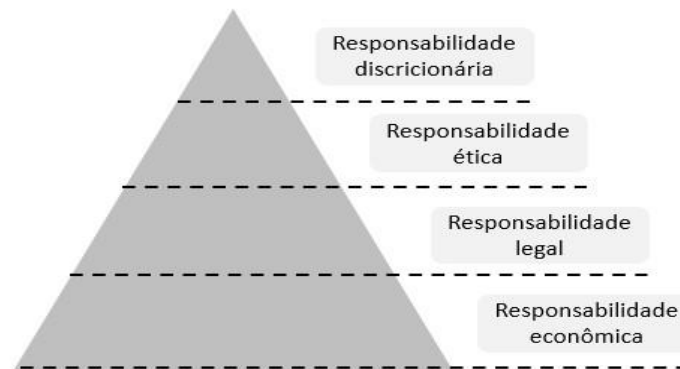 Responsabilidade
discricionária
Responsabilidade
ética
Responsabilidade
legal
Responsabilidade
econômica